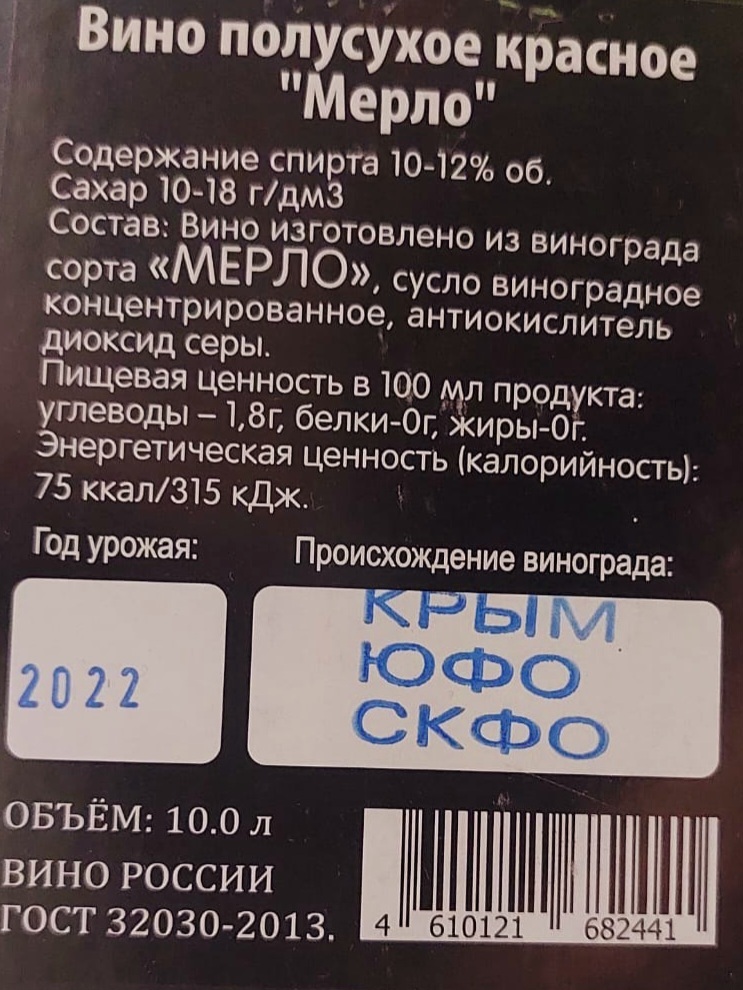 Вино полусухое красное
"Мерло"
Содержание спирта 10-12% об.
Сахар 10-18 г/дм3
Состав: Вино изготовлено из винограда
сорта «МЕРЛО», сусло виноградное
концентрированное, антиокислитель
диоксид серы.
Пищевая ценность в 100 мл продукта:
углеводы – 1,8г, белки-0г, жиры-0г.
Энергетическая ценность (калорийность):
75 ккал/315 кДж.
Год урожая:
Происхождение винограда:
2022
КРЫМ
ЮФО
СКФО
ОБЪЁМ: 10.0 л
ВИНО РОССИИ
ГОСТ 32030-2013.
4 610121 682441